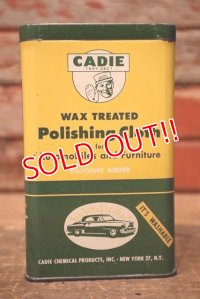 CADIE
WAX TREATED
Polishing Cloth
for
Automobiles and Furniture
SILICONE ADDED
SOLD OUT!!
IT'S WASHABLE
CADIE CHEMICAL PRODUCTS, INC. - NEW YORK 27, N.Y.